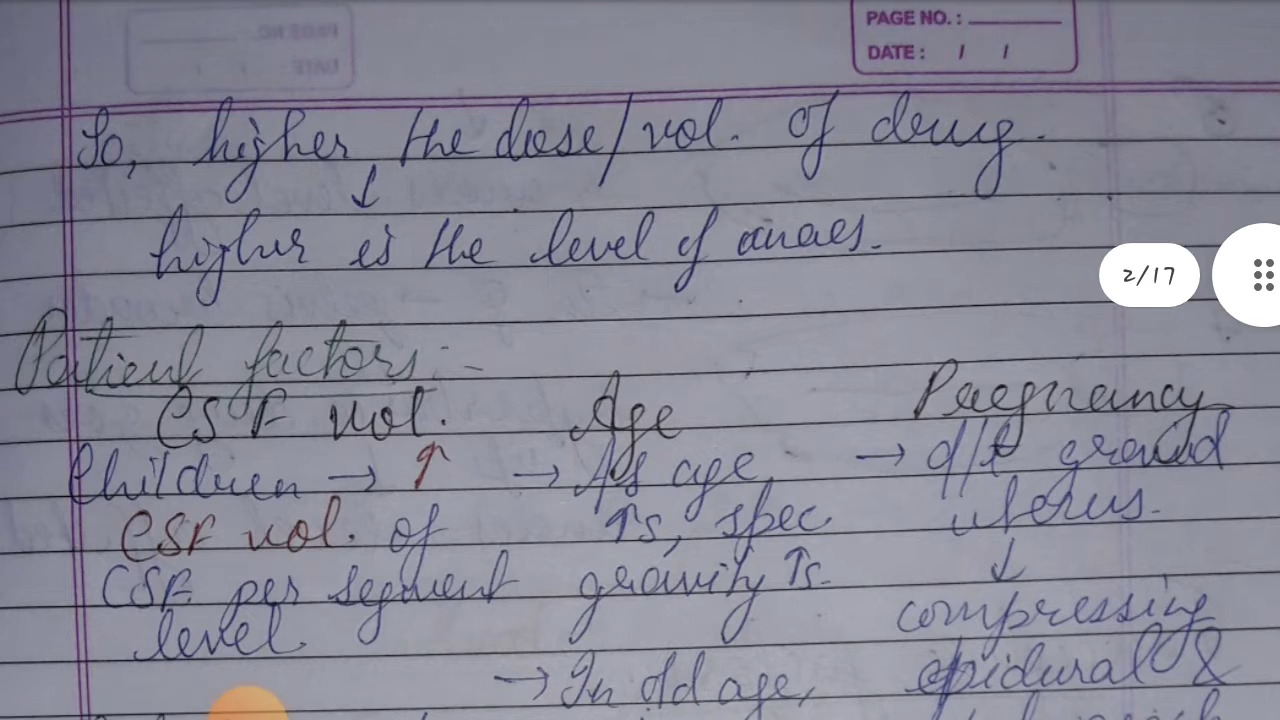 PAGE NO. :
DATE : / /
So, higher the dose/vol. of drug.
↓
higher is the level of anaes.
2/17
Patient factors :-
CSF vol.
Children → ↑
CSF vol. of
CSF per segment
level.
Age
→ As age
↑s, spec
gravity ↑s.
→ In old age,
Pregnancy
→ d/t gravid
uterus.
↓
compressing
epidural &